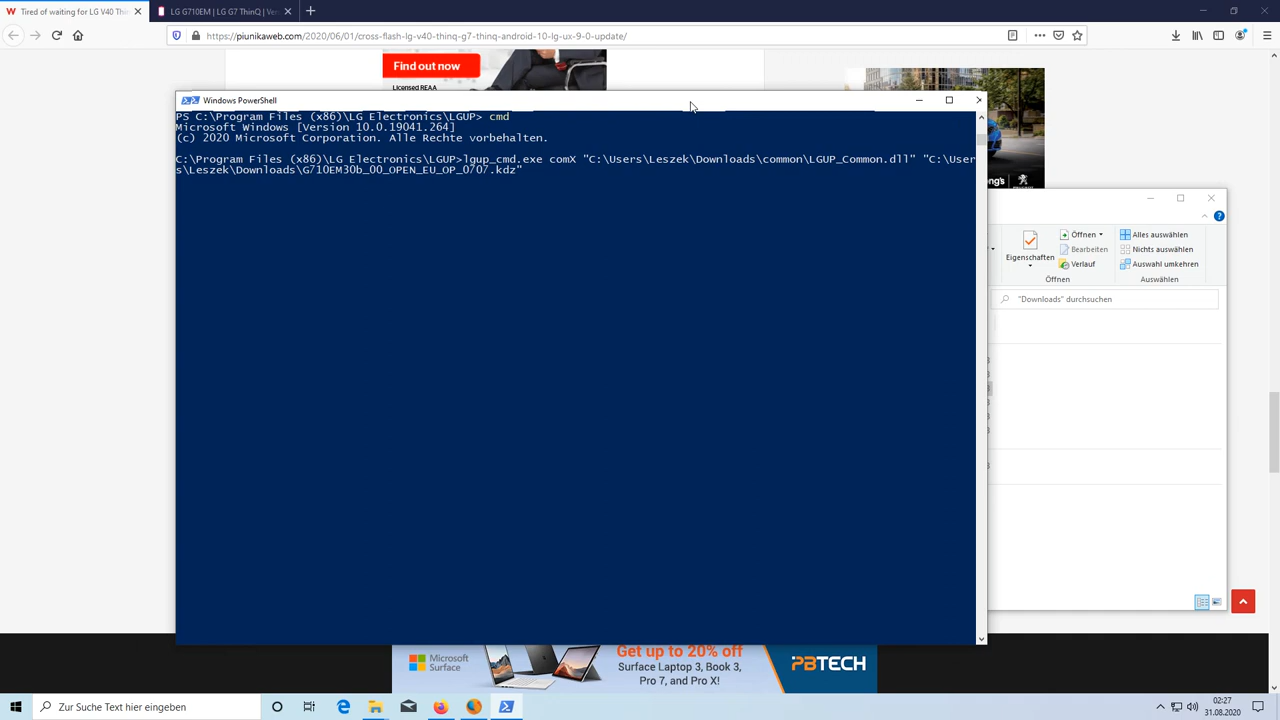 Tired of waiting for LG V40 Thin
LG G710EM | LG G7 ThinQ | Ver
https://piunikaweb.com/2020/06/01/cross-flash-lg-v40-thinq-g7-thinq-android-10-lg-ux-9-0-update/
Find out now
Licensed REAA
Windows PowerShell
PS C:\Program Files (x86)\LG Electronics\LGUP> cmd
Microsoft Windows [Version 10.0.19041.264]
(c) 2020 Microsoft Corporation. Alle Rechte vorbehalten.
C:\Program Files (x86)\LG Electronics\LGUP>lgup_cmd.exe comX "C:\Users\Leszek\Downloads\common\LGUP_Common.dll" "C:\User
s\Leszek\Downloads\G710EM30b_00_OPEN_EU_OP_0707.kdz"
ng's
PEUGEOT
Eigenschaften
Öffnen
Bearbeiten
Verlauf
Öffnen
Alles auswählen
Nichts auswählen
Auswahl umkehren
Auswählen
"Downloads" durchsuchen
Microsoft
Surface
Get up to 20% off
Surface Laptop 3, Book 3,
Pro 7, and Pro X!
PBTECH
Zur Suche Text hier eingeben
02:27
31.08.2020